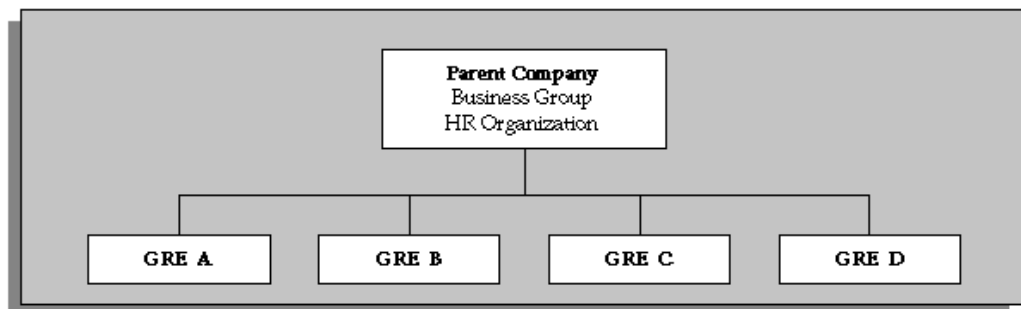 Parent Company
Business Group
HR Organization
GRE A
GRE B
GRE C
GRE D